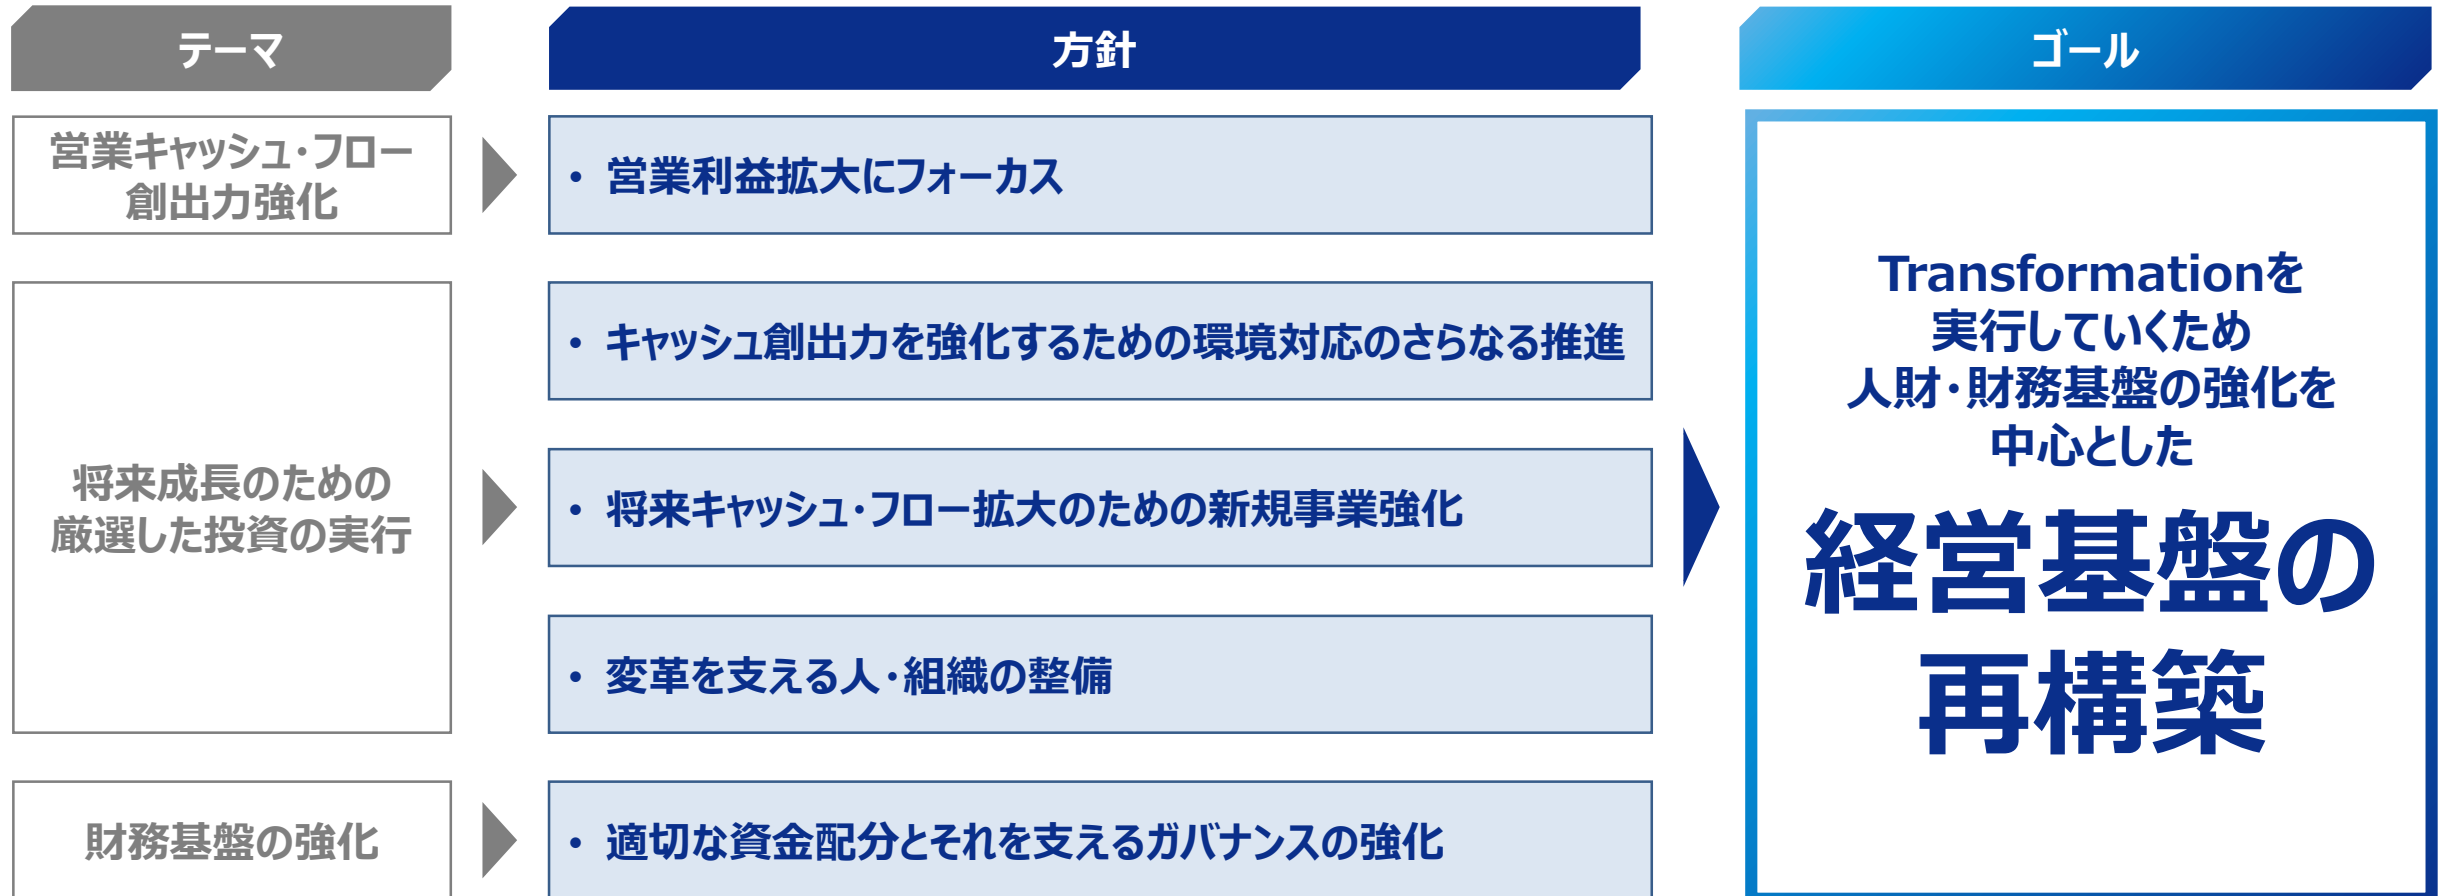 テーマ
方針
ゴール
営業キャッシュ・フロー
創出力強化
• 営業利益拡大にフォーカス
将来成長のための
厳選した投資の実行
• キャッシュ創出力を強化するための環境対応のさらなる推進
• 将来キャッシュ・フロー拡大のための新規事業強化
• 変革を支える人・組織の整備
財務基盤の強化
• 適切な資金配分とそれを支えるガバナンスの強化
Transformationを
実行していくため
人財・財務基盤の強化を
中心とした
経営基盤の
再構築